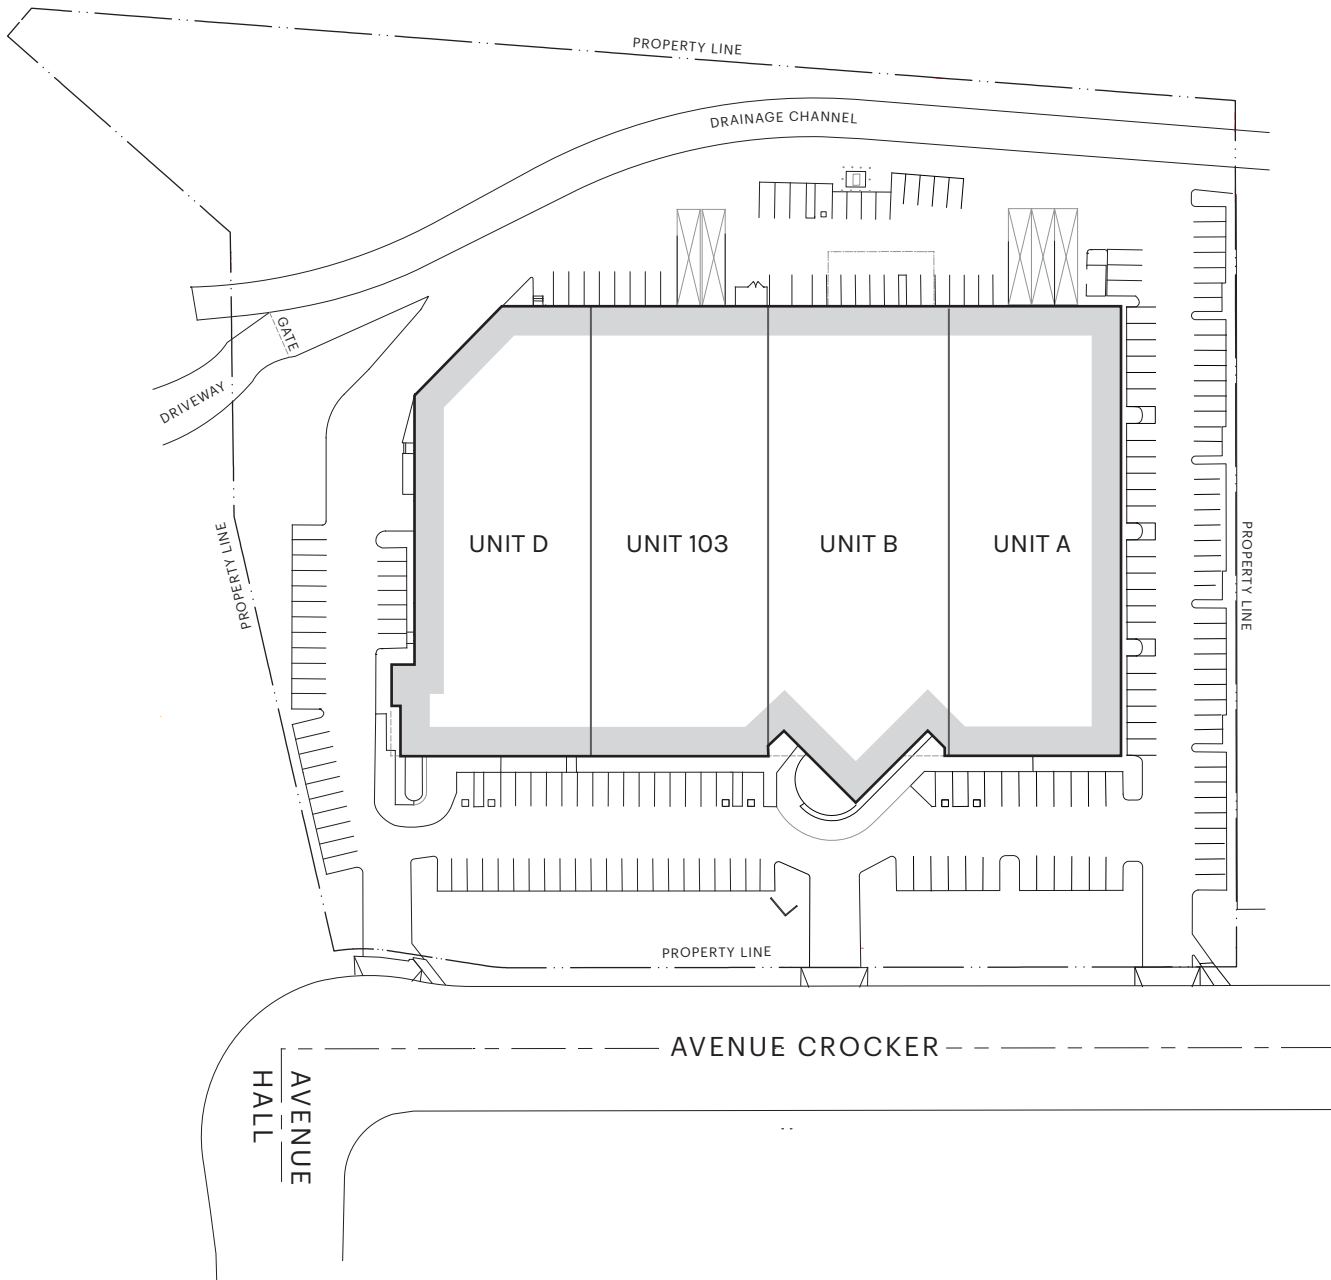 PROPERTY LINE
DRAINAGE CHANNEL
GATE
DRIVEWAY
PROPERTY LINE
UNIT D
UNIT 103
UNIT B
UNIT A
PROPERTY LINE
PROPERTY LINE
AVENUE CROCKER
AVENUE
HALL